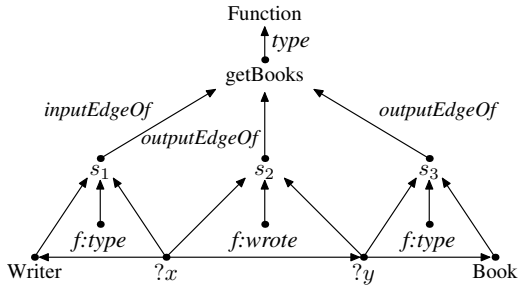 Function
type
getBooks
inputEdgeOf
outputEdgeOf
outputEdgeOf
s1 s2 s3
f:type f:wrote f:type
Writer ?x ?y Book